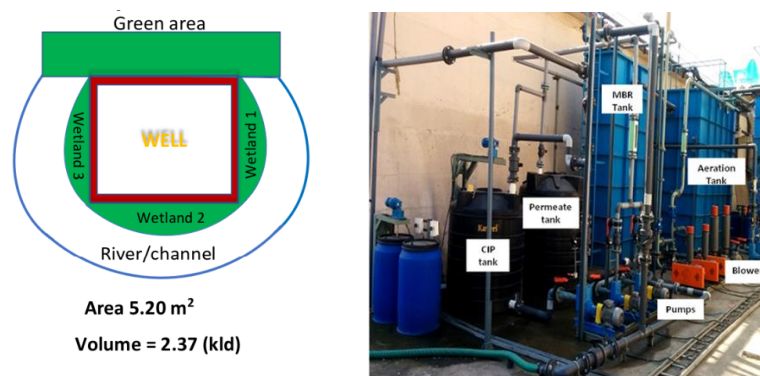 Green area
Wetland 3
WELL
Wetland 1
Wetland 2
River/channel
Area 5.20 m²
Volume = 2.37 (kld)
MBR
Tank
Aeration
Tank
Permeate
tank
CIP
tank
Blower
Pumps